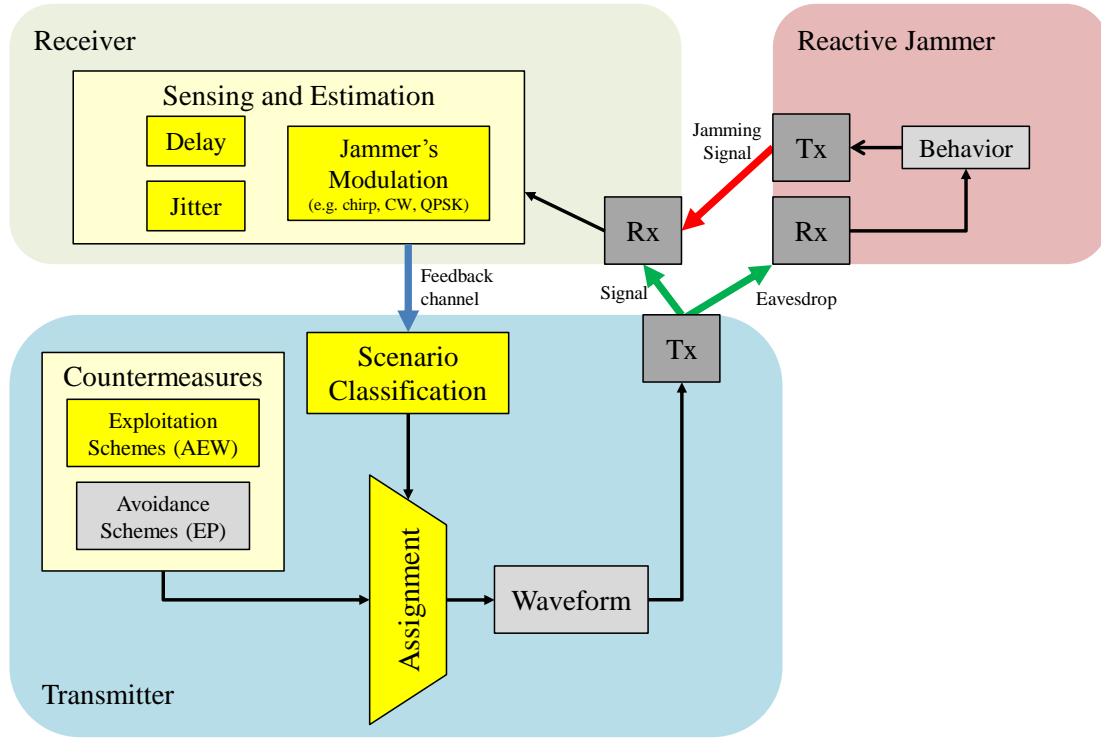 Receiver
Reactive Jammer
Sensing and Estimation
Delay
Jitter
Jammer's
Modulation
(e.g. chirp, CW, QPSK)
Jamming
Signal
Tx
Behavior
Rx
Rx
Feedback
channel
Signal
Eavesdrop
Tx
Scenario
Classification
Countermeasures
Exploitation
Schemes (AEW)
Avoidance
Schemes (EP)
Assignment
Waveform
Transmitter